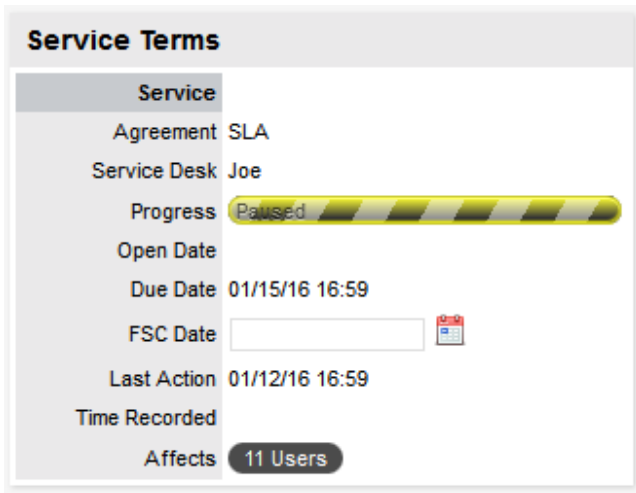 Service Terms
Service
Agreement SLA
Service Desk Joe
Progress Paused
Open Date
Due Date 01/15/16 16:59
FSC Date
Last Action 01/12/16 16:59
Time Recorded
Affects 11 Users